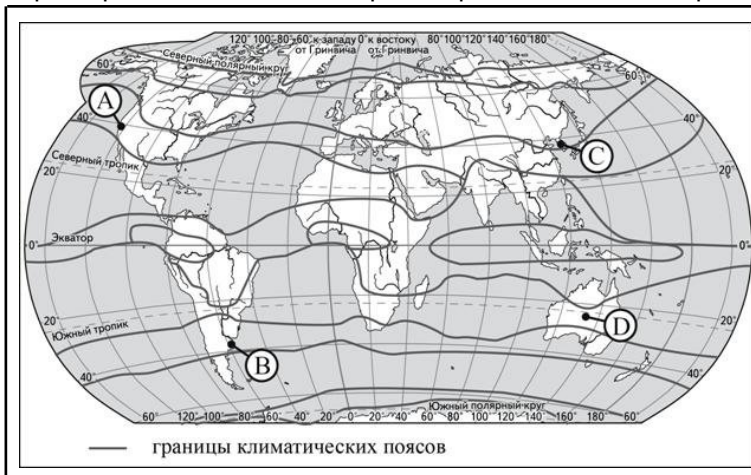 120° 100° 80° 60° к западу 0° к востоку 80° 100° 120° 140° 160° 180°
от Гринвича от Гринвича
Северный полярный круг
60° 60°
A
40° 40°
C
Северный тропик
20° 20°
Экватор
0° 0°
20° 20°
D
Южный тропик
B
40° 40°
Южный полярный круг
60° 120° 100° 80° 60° 40° 20° 0° 20° 40° 60° 80° 100° 120° 160° 180° 60°
границы климатических поясов